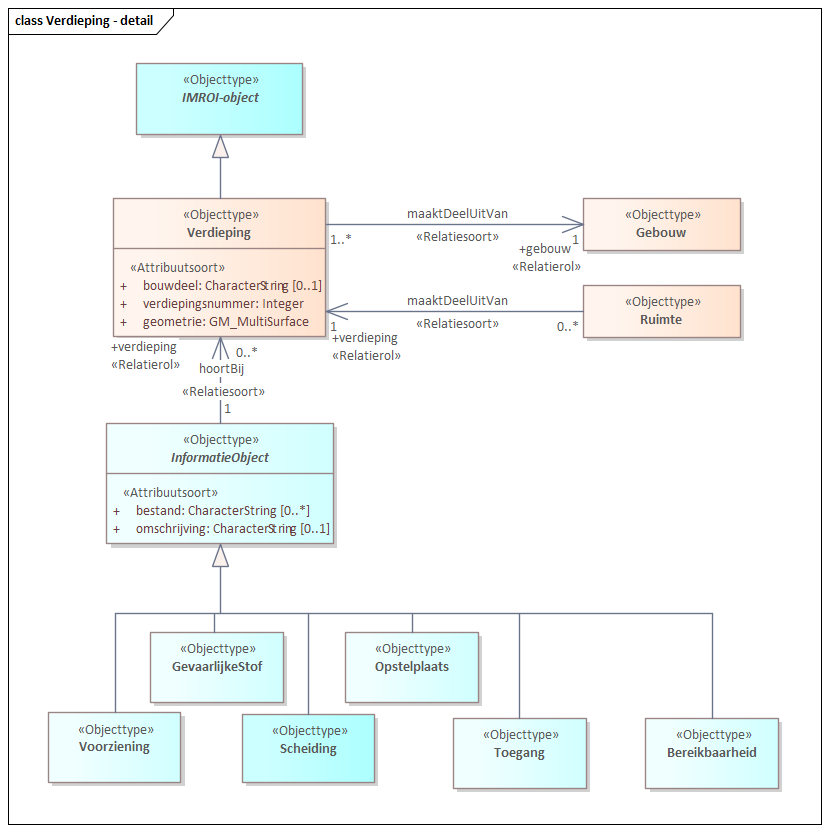 class Verdieping - detail
«Objecttype»
IMROI-object
«Objecttype»
Verdieping
«Attribuutsoort»
+ bouwdeel: CharacterString [0..1]
+ verdiepingsnummer: Integer
+ geometrie: GM_MultiSurface
maaktDeelUitVan
«Relatiesoort»
1..*
1
+gebouw
«Relatierol»
«Objecttype»
Gebouw
maaktDeelUitVan
«Relatiesoort»
1
+verdieping
«Relatierol»
0..*
«Objecttype»
Ruimte
+verdieping
«Relatierol»
0..*
hoortBij
«Relatiesoort»
1
«Objecttype»
InformatieObject
«Attribuutsoort»
+ bestand: CharacterString [0..*]
+ omschrijving: CharacterString [0..1]
«Objecttype»
GevaarlijkeStof
«Objecttype»
Opstelplaats
«Objecttype»
Voorziening
«Objecttype»
Scheiding
«Objecttype»
Toegang
«Objecttype»
Bereikbaarheid